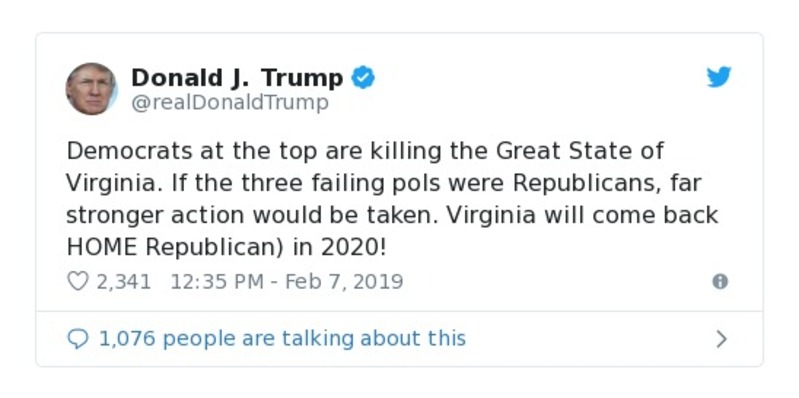 Donald J. Trump
@realDonaldTrump
Democrats at the top are killing the Great State of
Virginia. If the three failing pols were Republicans, far
stronger action would be taken. Virginia will come back
HOME Republican) in 2020!
2,341 12:35 PM - Feb 7, 2019
1,076 people are talking about this